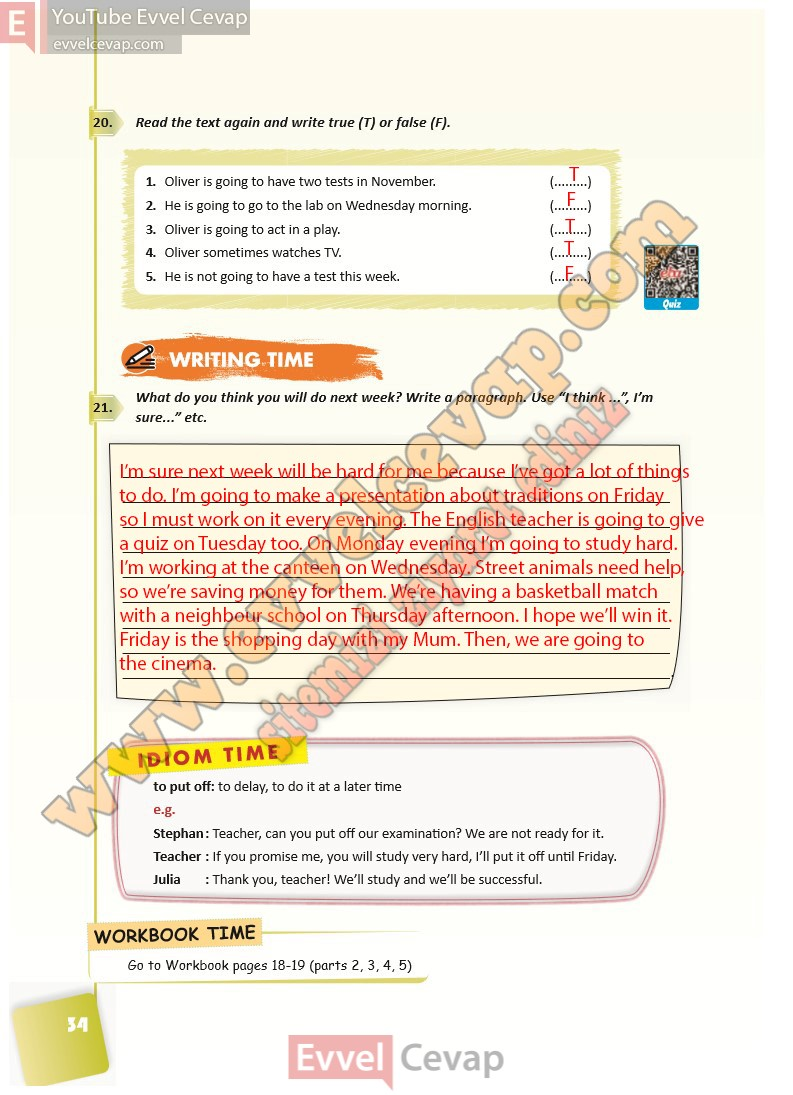 E YouTube Evvel Cevap
evvelcevap.com
20. Read the text again and write true (T) or false (F).
1. Oliver is going to have two tests in November. (...T...)
2. He is going to go to the lab on Wednesday morning. (...F...)
3. Oliver is going to act in a play. (...T...)
4. Oliver sometimes watches TV. (...T...)
5. He is not going to have a test this week. (...F...)
eba
Quiz
WRITING TIME
21. What do you think you will do next week? Write a paragraph. Use “I think ...”, I’m
sure...” etc.
I’m sure next week will be hard for me because I’ve got a lot of things
to do. I’m going to make a presentation about traditions on Friday
so I must work on it every evening. The English teacher is going to give
a quiz on Tuesday too. On Monday evening I’m going to study hard.
I’m working at the canteen on Wednesday. Street animals need help,
so we’re saving money for them. We’re having a basketball match
with a neighbour school on Thursday afternoon. I hope we’ll win it.
Friday is the shopping day with my Mum. Then, we are going to
the cinema.
.
www.evvelcevap.com
sitemizi ziyaret ediniz
IDIOM TIME
to put off: to delay, to do it at a later time
e.g.
Stephan : Teacher, can you put off our examination? We are not ready for it.
Teacher : If you promise me, you will study very hard, I’ll put it off until Friday.
Julia : Thank you, teacher! We’ll study and we’ll be successful.
WORKBOOK TIME
Go to Workbook pages 18-19 (parts 2, 3, 4, 5)
34
Evvel Cevap